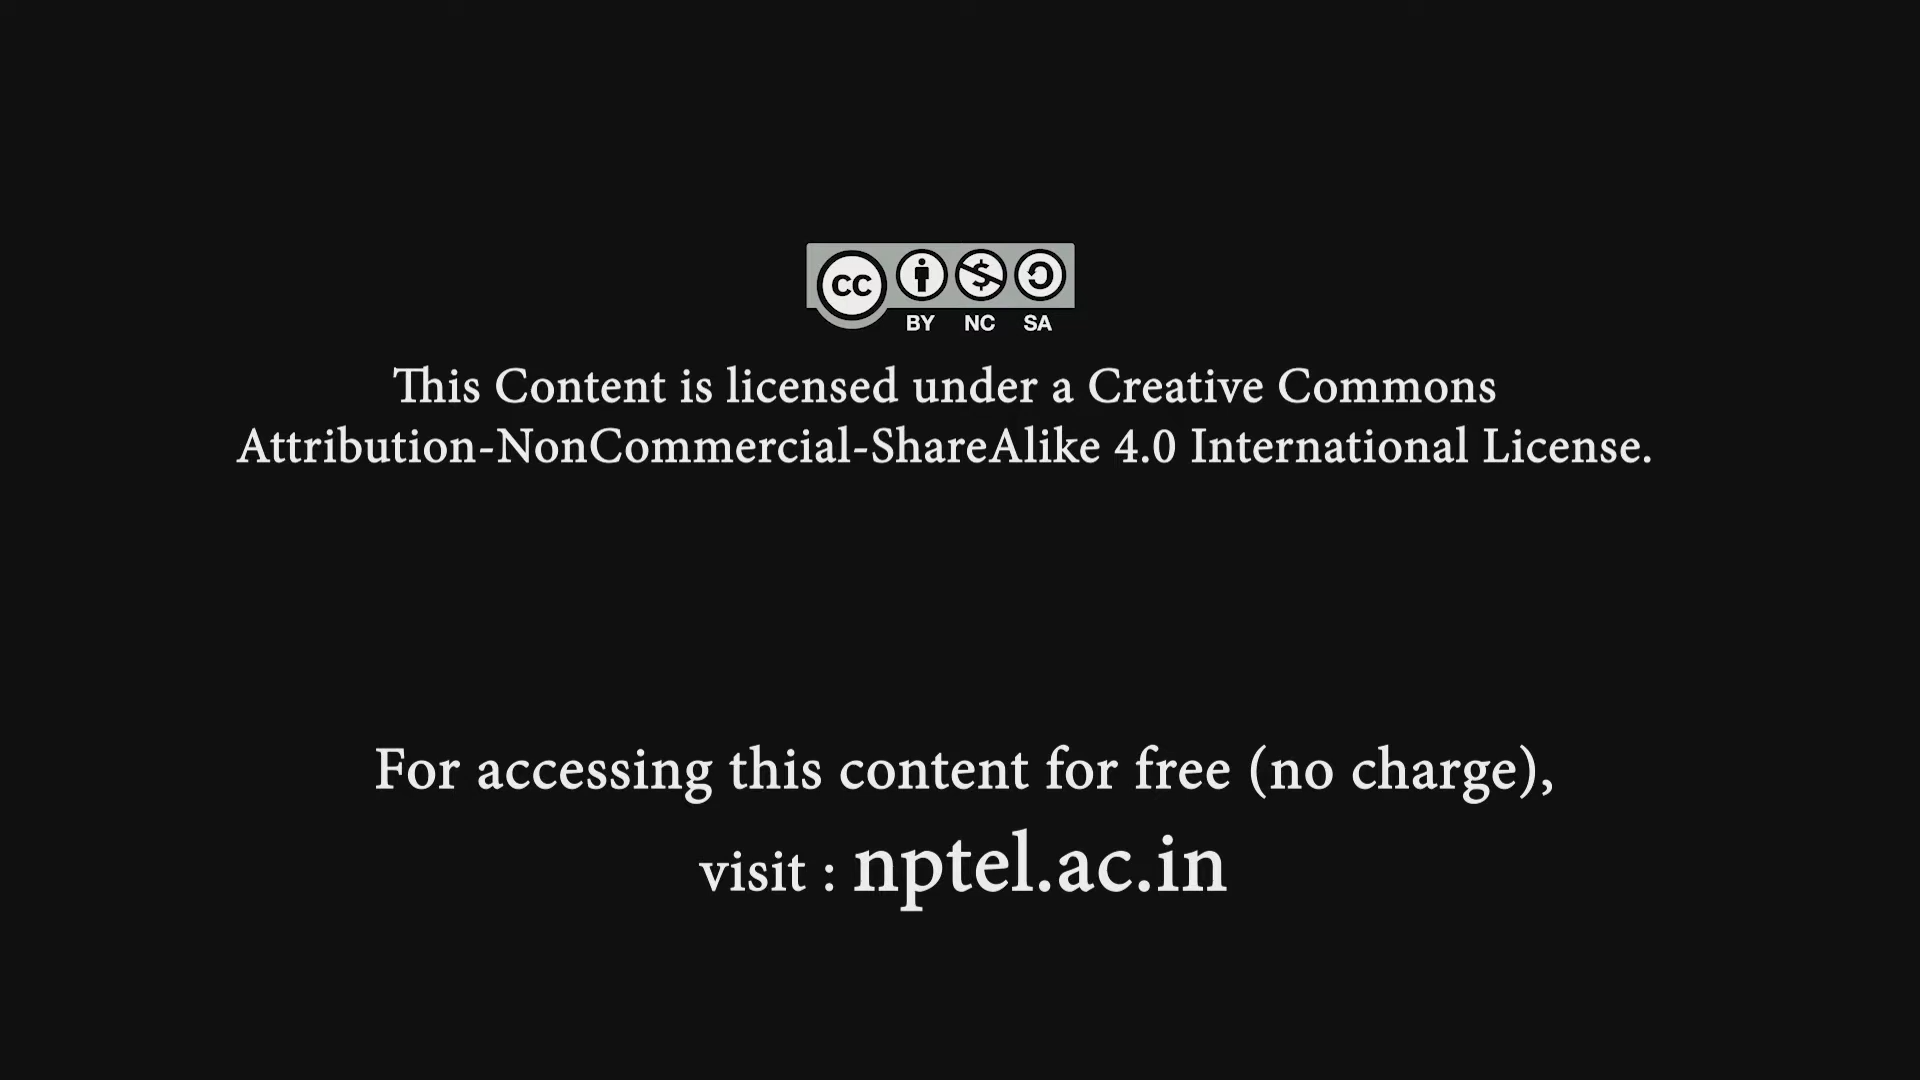 cc
BY NC SA
This Content is licensed under a Creative Commons
Attribution-NonCommercial-ShareAlike 4.0 International License.
For accessing this content for free (no charge),
visit : nptel.ac.in